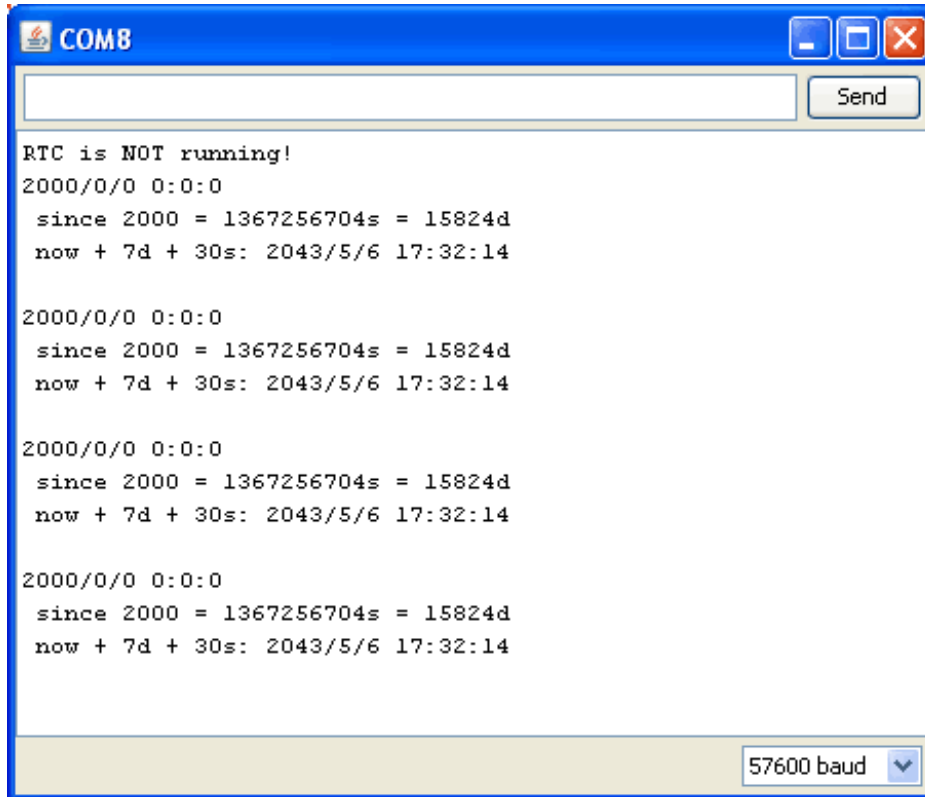 COM8
Send
RTC is NOT running!
2000/0/0 0:0:0
 since 2000 = 1367256704s = 15824d
 now + 7d + 30s: 2043/5/6 17:32:14

2000/0/0 0:0:0
 since 2000 = 1367256704s = 15824d
 now + 7d + 30s: 2043/5/6 17:32:14

2000/0/0 0:0:0
 since 2000 = 1367256704s = 15824d
 now + 7d + 30s: 2043/5/6 17:32:14

2000/0/0 0:0:0
 since 2000 = 1367256704s = 15824d
 now + 7d + 30s: 2043/5/6 17:32:14
57600 baud